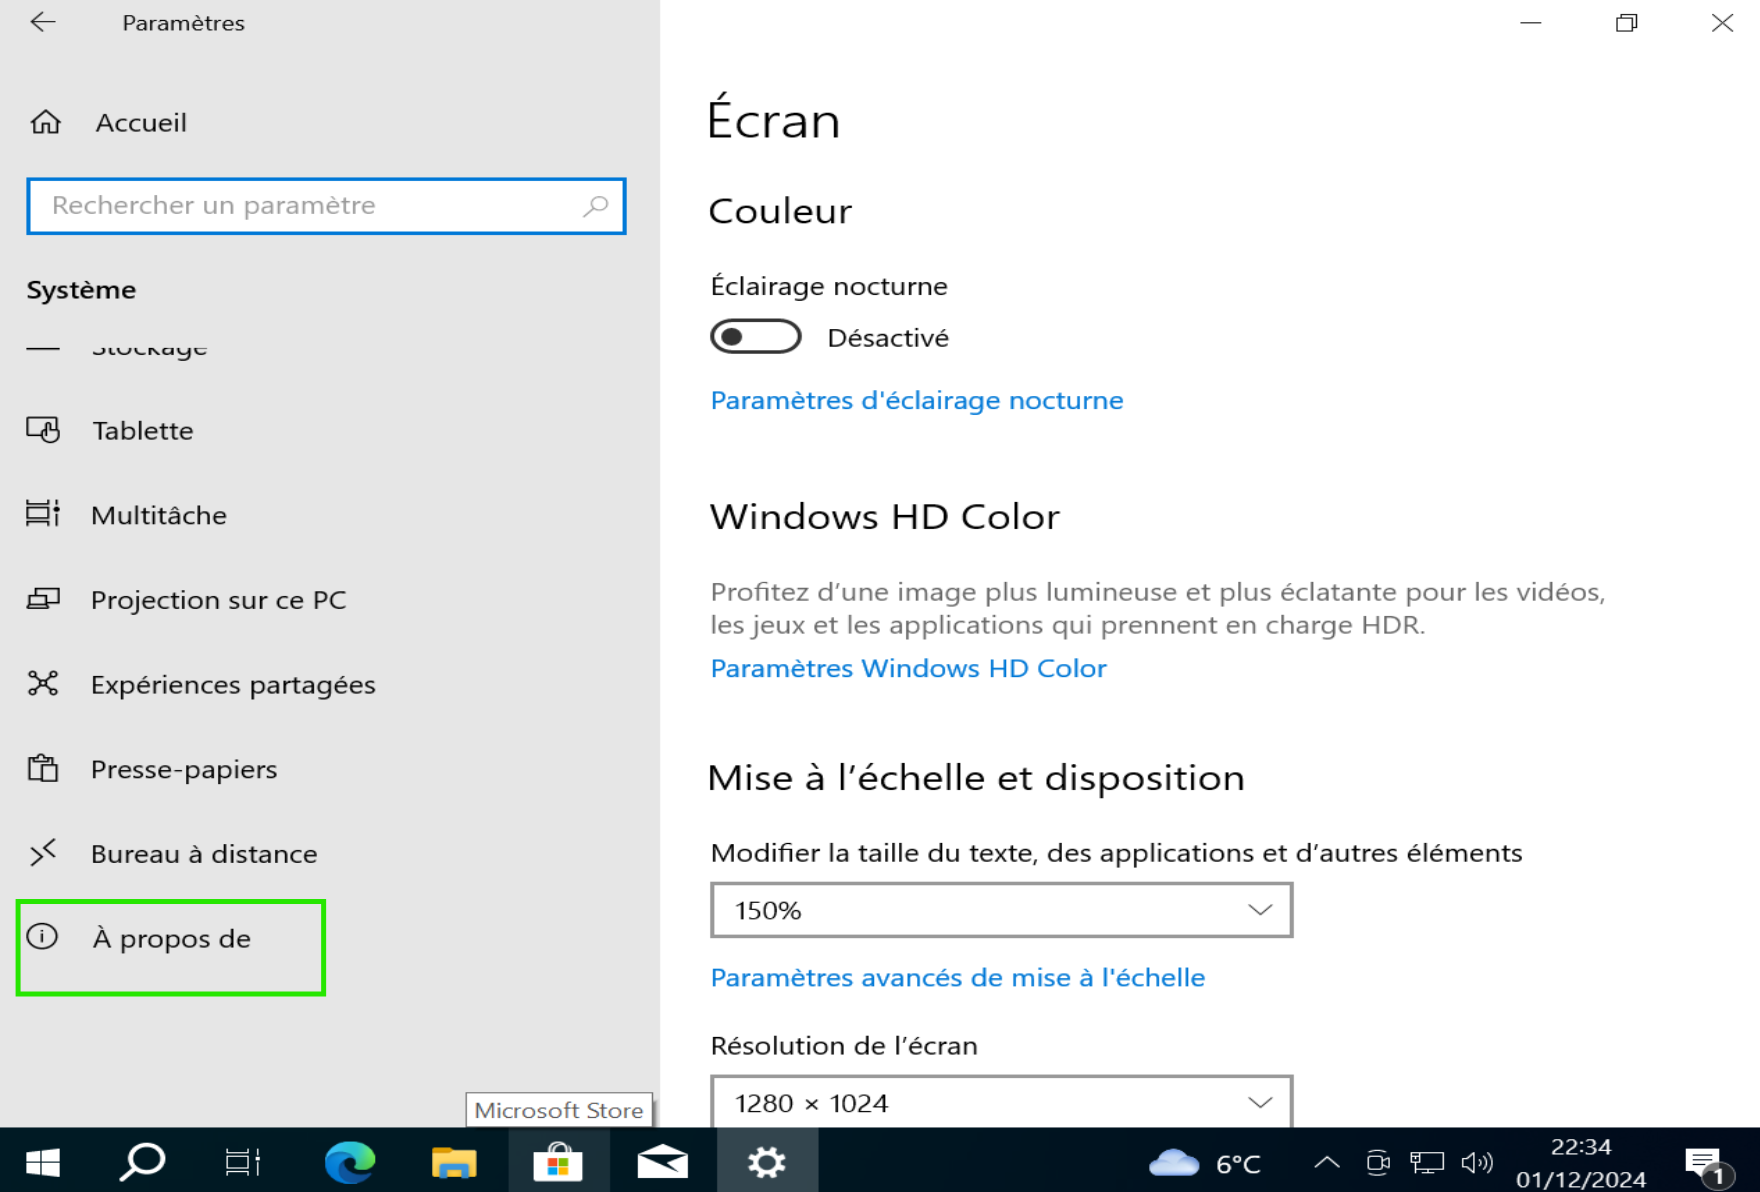 Paramètres
Accueil
Rechercher un paramètre
Système
Stockage
Tablette
Multitâche
Projection sur ce PC
Expériences partagées
Presse-papiers
Bureau à distance
À propos de
Écran
Couleur
Éclairage nocturne
Désactivé
Paramètres d'éclairage nocturne
Windows HD Color
Profitez d’une image plus lumineuse et plus éclatante pour les vidéos,
les jeux et les applications qui prennent en charge HDR.
Paramètres Windows HD Color
Mise à l’échelle et disposition
Modifier la taille du texte, des applications et d’autres éléments
150%
Paramètres avancés de mise à l'échelle
Résolution de l’écran
1280 × 1024
Microsoft Store
6°C
22:34
01/12/2024
1